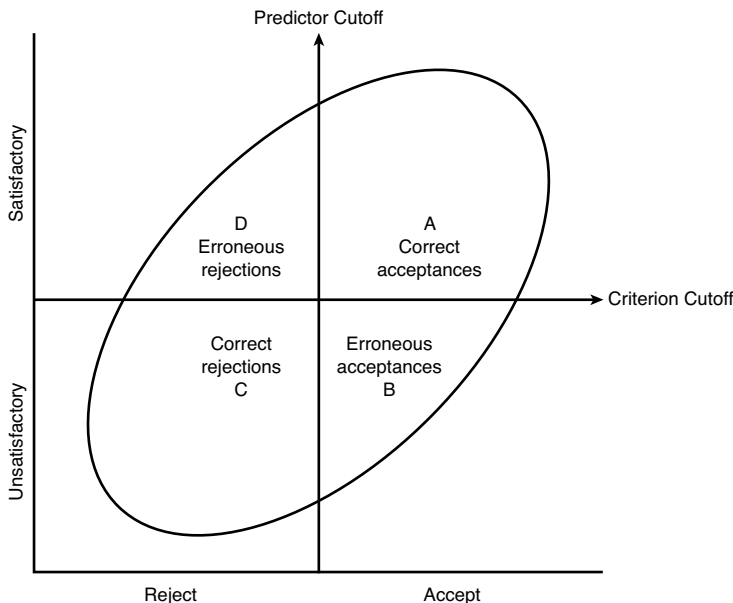 Predictor Cutoff
Satisfactory
D
Erroneous
rejections
A
Correct
acceptances
Criterion Cutoff
Unsatisfactory
Correct
rejections
C
Erroneous
acceptances
B
Reject
Accept